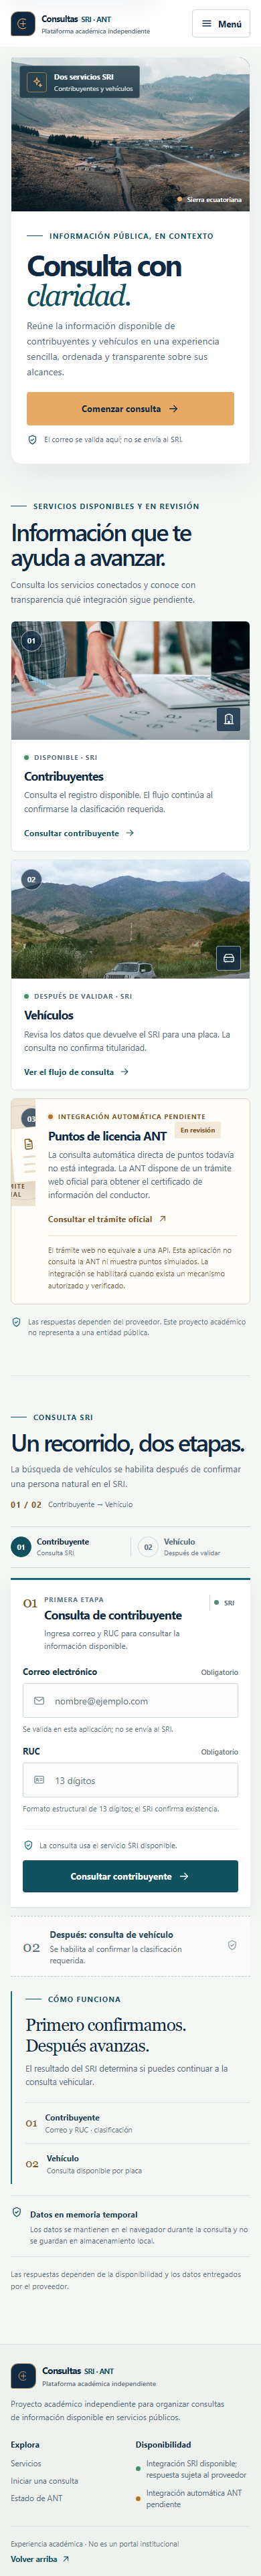 Consultas SRI · ANT
Plataforma académica independiente
Menú
Dos servicios SRI
Contribuyentes y vehículos
Sierra ecuatoriana
INFORMACIÓN PÚBLICA, EN CONTEXTO
Consulta con
claridad.
Reúne la información disponible de
contribuyentes y vehículos en una experiencia
sencilla, ordenada y transparente sobre sus
alcances.
Comenzar consulta
El correo se valida aquí; no se envía al SRI.
SERVICIOS DISPONIBLES Y EN REVISIÓN
Información que te
ayuda a avanzar.
Consulta los servicios conectados y conoce con
transparencia qué integración sigue pendiente.
01
DISPONIBLE · SRI
Contribuyentes
Consulta el registro disponible. El flujo continúa al
confirmarse la clasificación requerida.
Consultar contribuyente
02
DESPUÉS DE VALIDAR · SRI
Vehículos
Revisa los datos que devuelve el SRI para una placa. La
consulta no confirma titularidad.
Ver el flujo de consulta
03
INTEGRACIÓN AUTOMÁTICA PENDIENTE
Puntos de licencia ANT
En revisión
La consulta automática directa de puntos todavía
no está integrada. La ANT dispone de un trámite
web oficial para obtener el certificado de
información del conductor.
Consultar el trámite oficial
El trámite web no equivale a una API. Esta aplicación no
consulta la ANT ni muestra puntos simulados. La
integración se habilitará cuando exista un mecanismo
autorizado y verificado.
Las respuestas dependen del proveedor. Este proyecto académico
no representa a una entidad pública.
CONSULTA SRI
Un recorrido, dos etapas.
La búsqueda de vehículos se habilita después de confirmar
una persona natural en el SRI.
01 / 02 Contribuyente → Vehículo
01
Contribuyente
Consulta SRI
02
Vehículo
Después de validar
01
PRIMERA ETAPA
Consulta de contribuyente
SRI
Ingresa correo y RUC para consultar la
información disponible.
Correo electrónico
Obligatorio
nombre@ejemplo.com
Se valida en esta aplicación; no se envía al SRI.
RUC
Obligatorio
13 dígitos
Formato estructural de 13 dígitos; el SRI confirma existencia.
La consulta usa el servicio SRI disponible.
Consultar contribuyente
02
Después: consulta de vehículo
Se habilita al confirmar la clasificación
requerida.
CÓMO FUNCIONA
Primero confirmamos.
Después avanzas.
El resultado del SRI determina si puedes continuar a la
consulta vehicular.
01
Contribuyente
Correo y RUC · clasificación
02
Vehículo
Consulta disponible por placa
Datos en memoria temporal
Los datos se mantienen en el navegador durante la consulta y no
se guardan en almacenamiento local.
Las respuestas dependen de la disponibilidad y los datos entregados
por el proveedor.
Consultas SRI · ANT
Plataforma académica independiente
Proyecto académico independiente para organizar consultas
de información disponible en servicios públicos.
Explora
Servicios
Iniciar una consulta
Estado de ANT
Disponibilidad
Integración SRI disponible;
respuesta sujeta al proveedor
Integración automática ANT
pendiente
Experiencia académica · No es un portal institucional
Volver arriba